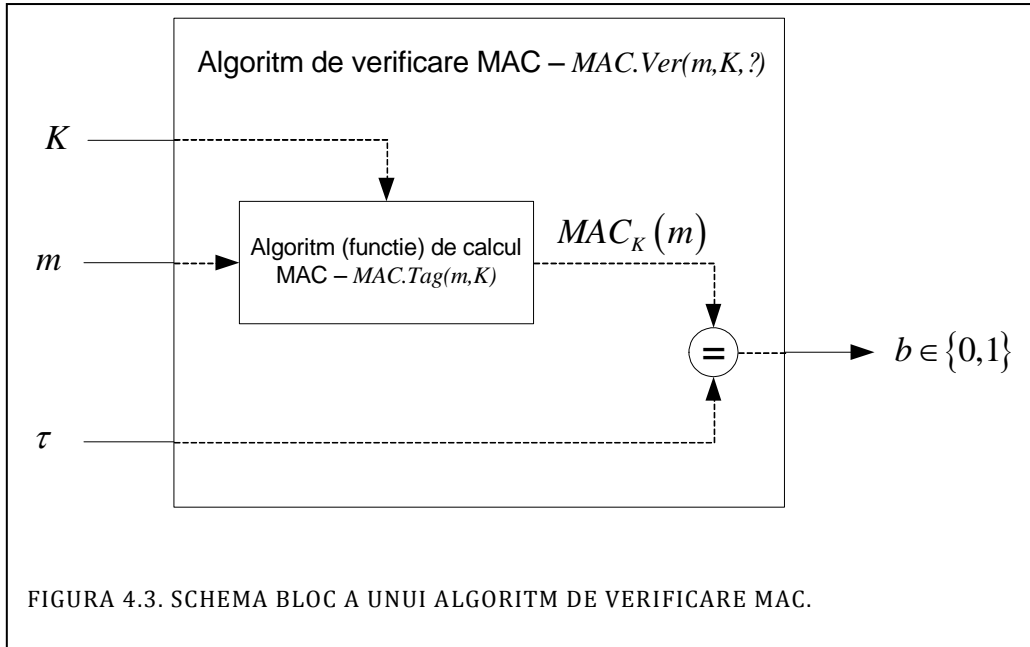 Algoritm de verificare MAC – MAC.Ver(m,K,?)
K
Algoritm (functie) de calcul
MAC – MAC.Tag(m,K)
MAC_K(m)
m
=
b ∈ {0,1}
τ
FIGURA 4.3. SCHEMA BLOC A UNUI ALGORITM DE VERIFICARE MAC.